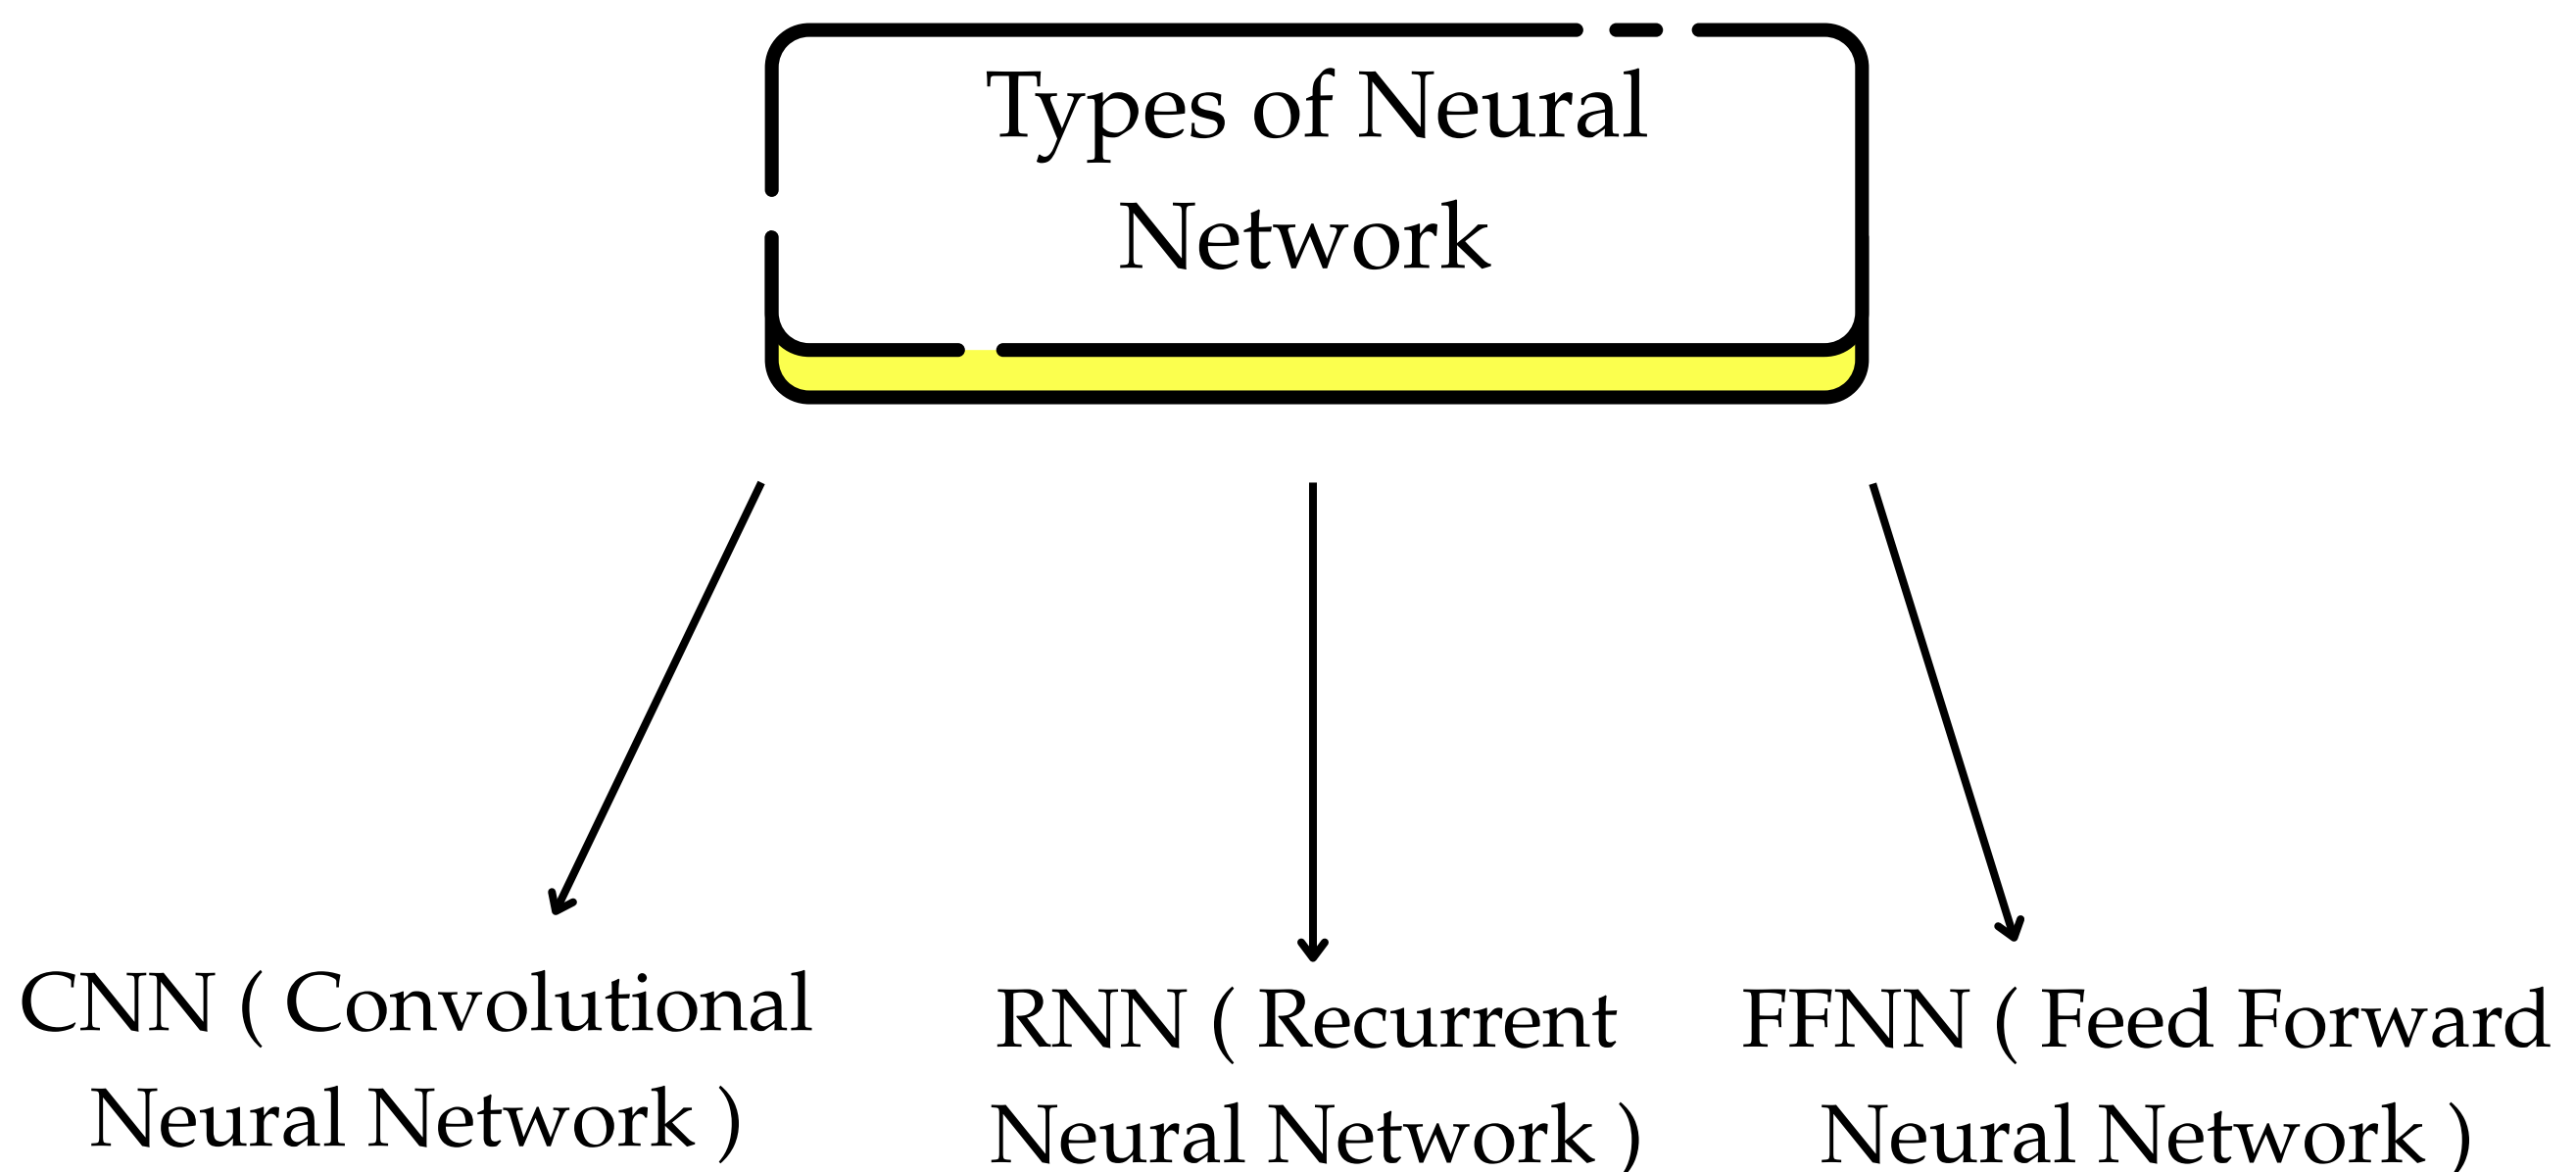 Types of Neural
Network
CNN ( Convolutional
Neural Network )
RNN ( Recurrent
Neural Network )
FFNN ( Feed Forward
Neural Network )